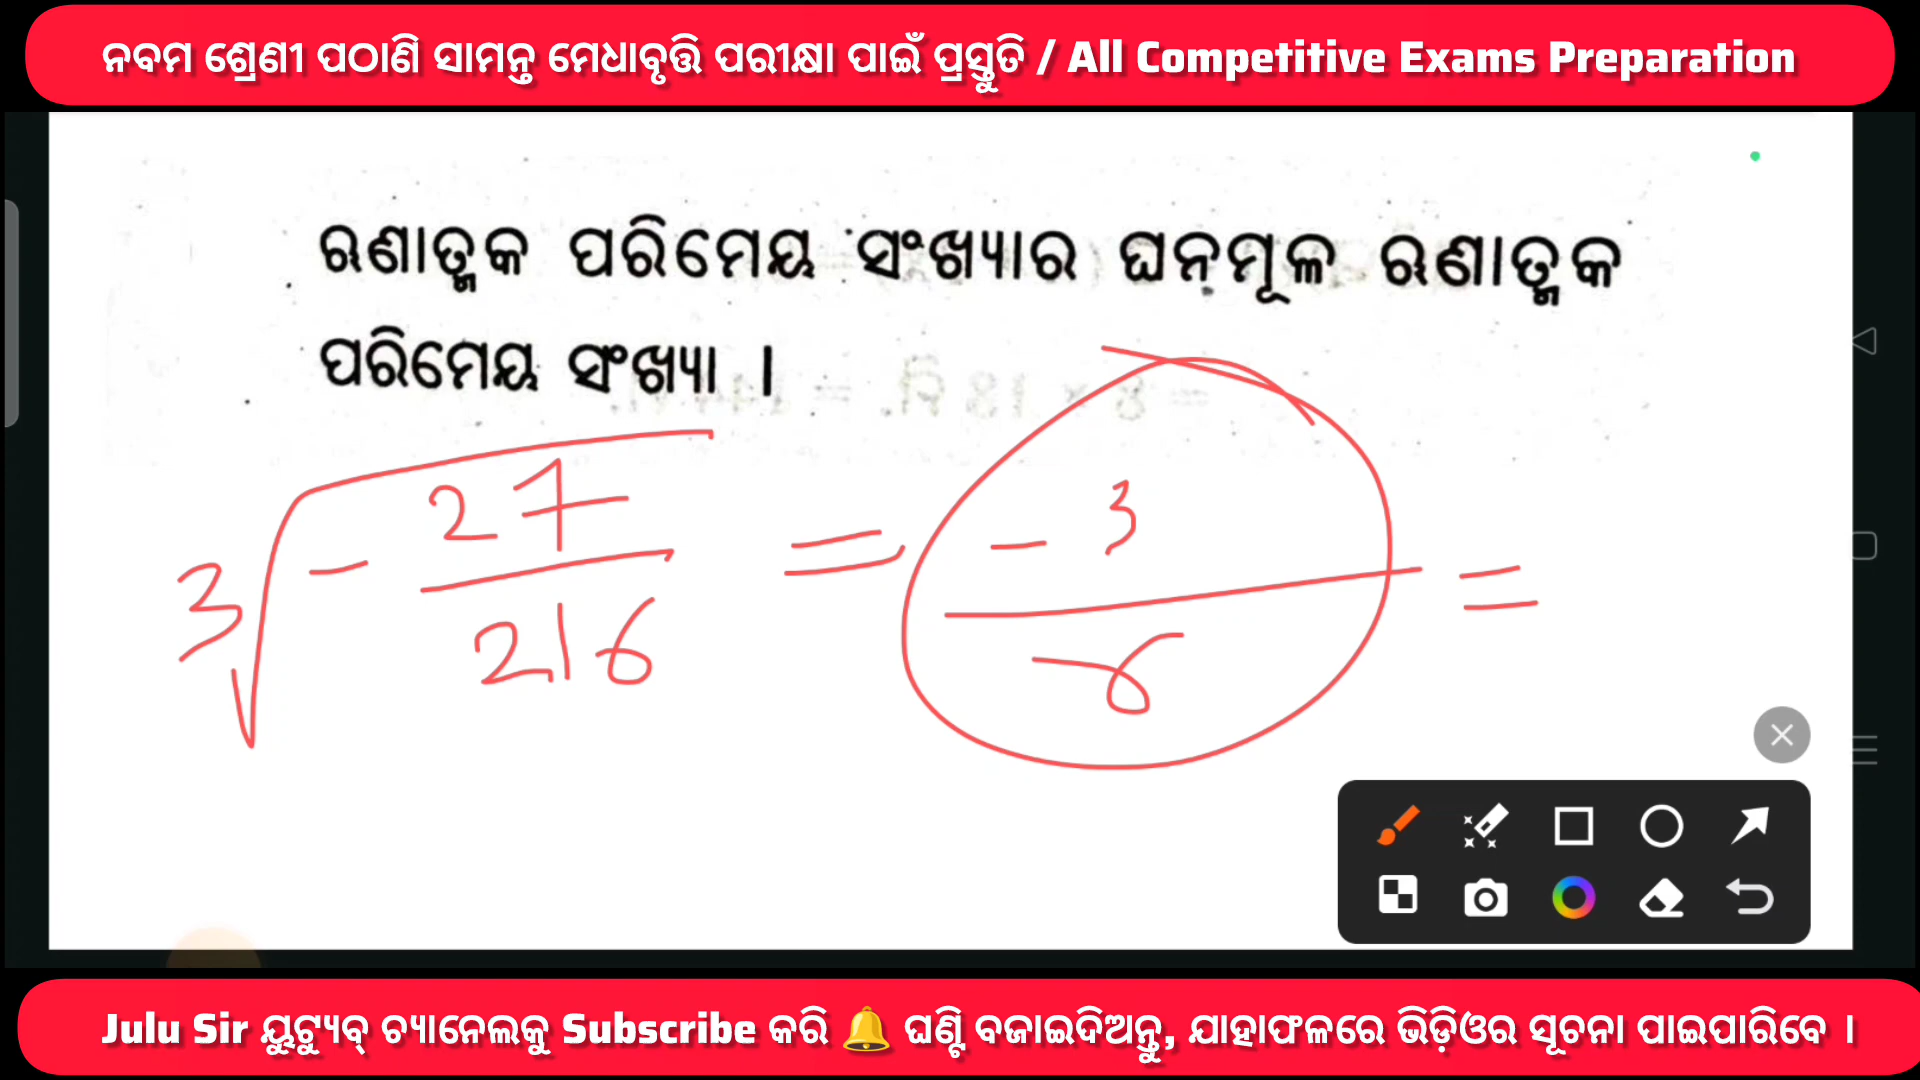 ନବମ ଶ୍ରେଣୀ ପଠାଣି ସାମନ୍ତ ମେଧାବୃତ୍ତି ପରୀକ୍ଷା ପାଇଁ ପ୍ରସ୍ତୁତି / All Competitive Exams Preparation
ଋଣାତ୍ମକ ପରିମେୟ ସଂଖ୍ୟାର ଘନମୂଳ ଋଣାତ୍ମକ
ପରିମେୟ ସଂଖ୍ୟା ।
3√ - 27/216 = - 3/6 =
Julu Sir ୟୁଟ୍ୟୁବ୍ ଚ୍ୟାନେଲକୁ Subscribe କରି 🔔 ଘଣ୍ଟି ବଜାଇଦିଅନ୍ତୁ, ଯାହାଫଳରେ ଭିଡ଼ିଓର ସୂଚନା ପାଇପାରିବେ ।